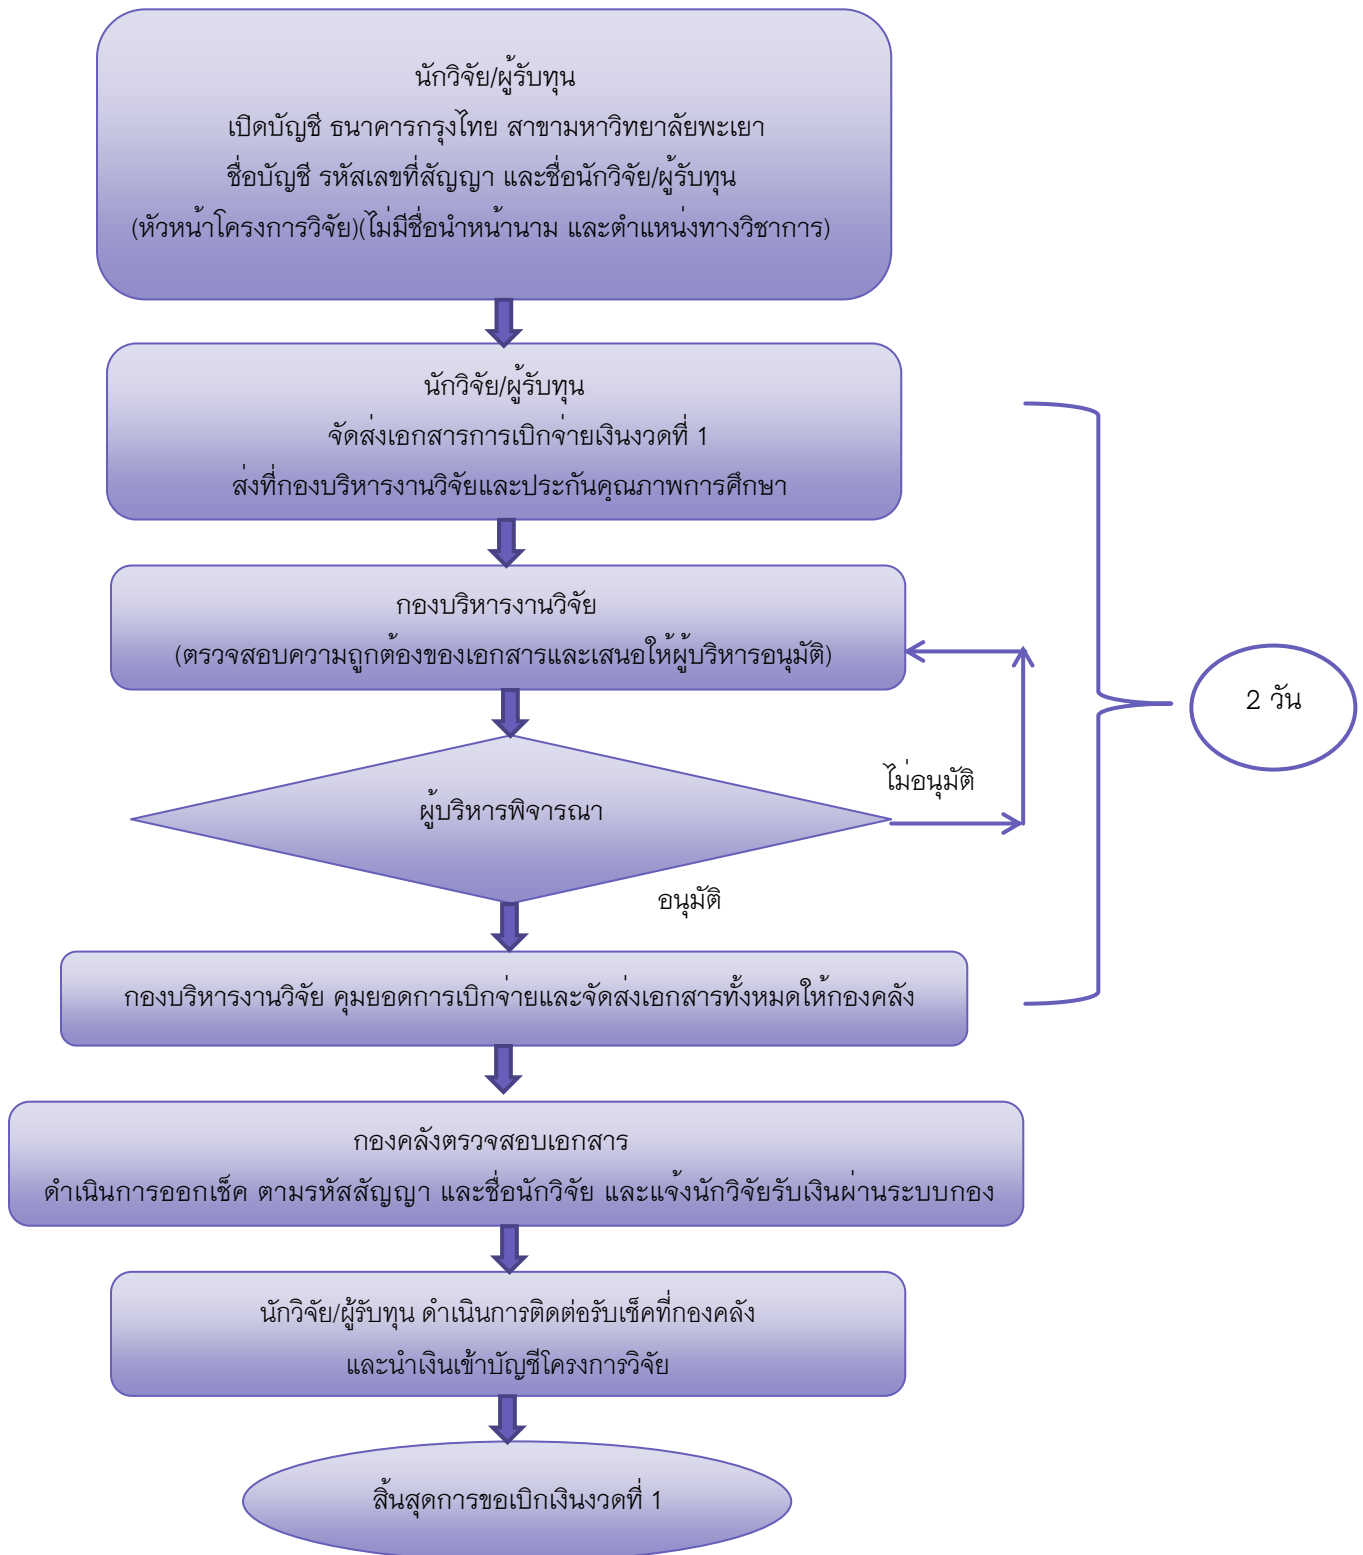 นักวิจัย/ผู้รับทุน
เปิดบัญชี ธนาคารกรุงไทย สาขามหาวิทยาลัยพะเยา
ชื่อบัญชี รหัสเลขที่สัญญา และชื่อนักวิจัย/ผู้รับทุน
(หัวหน้าโครงการวิจัย)(ไม่มีชื่อนำหน้านาม และตำแหน่งทางวิชาการ)
นักวิจัย/ผู้รับทุน
จัดส่งเอกสารการเบิกจ่ายเงินงวดที่ 1
ส่งที่กองบริหารงานวิจัยและประกันคุณภาพการศึกษา
กองบริหารงานวิจัย
(ตรวจสอบความถูกต้องของเอกสารและเสนอให้ผู้บริหารอนุมัติ)
2 วัน
ไม่อนุมัติ
ผู้บริหารพิจารณา
อนุมัติ
กองบริหารงานวิจัย คุมยอดการเบิกจ่ายและจัดส่งเอกสารทั้งหมดให้กองคลัง
กองคลังตรวจสอบเอกสาร
ดำเนินการออกเช็ค ตามรหัสสัญญา และชื่อนักวิจัย และแจ้งนักวิจัยรับเงินผ่านระบบกอง
นักวิจัย/ผู้รับทุน ดำเนินการติดต่อรับเช็คที่กองคลัง
และนำเงินเข้าบัญชีโครงการวิจัย
สิ้นสุดการขอเบิกเงินงวดที่ 1